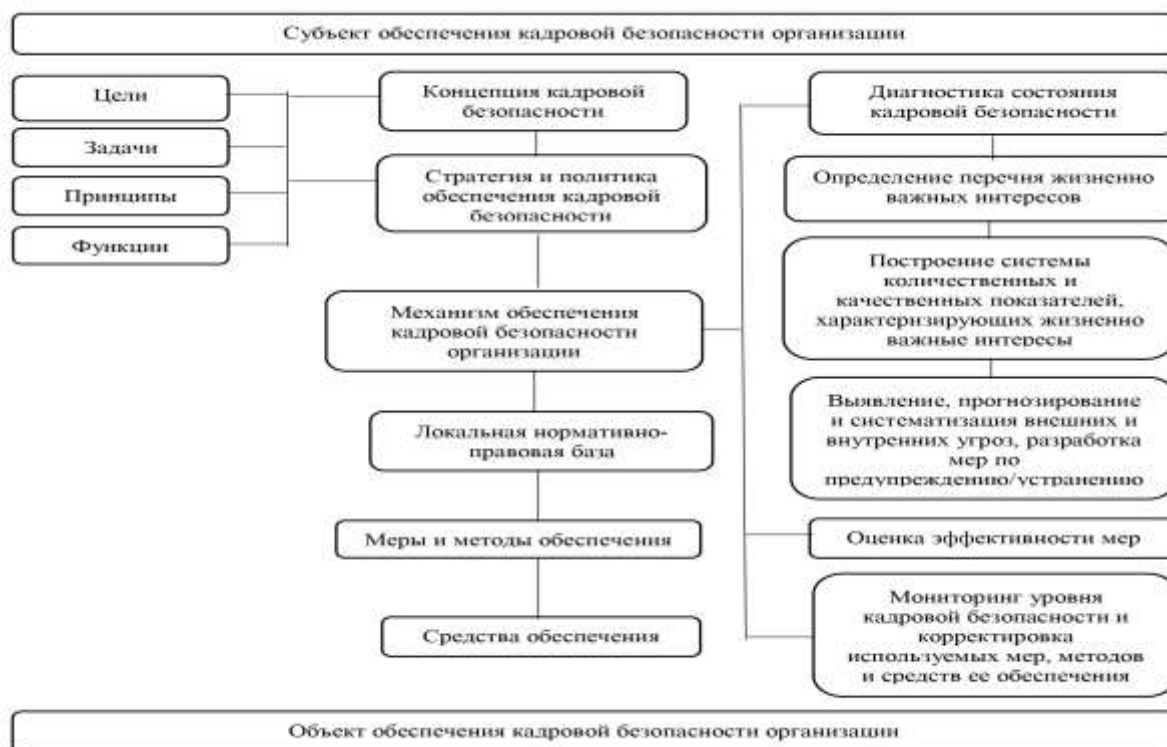 Субъект обеспечения кадровой безопасности организации
Цели
Задачи
Принципы
Функции
Концепция кадровой
безопасности
Стратегия и политика
обеспечения кадровой
безопасности
Механизм обеспечения
кадровой безопасности
организации
Локальная нормативно-
правовая база
Меры и методы обеспечения
Средства обеспечения
Диагностика состояния
кадровой безопасности
Определение перечня жизненно
важных интересов
Построение системы
количественных и
качественных показателей,
характеризирующих жизненно
важные интересы
Выявление, прогнозирование
и систематизация внешних и
внутренних угроз, разработка
мер по
предупреждению/устранению
Оценка эффективности мер
Мониторинг уровня
кадровой безопасности и
корректировка
используемых мер, методов
и средств ее обеспечения
Объект обеспечения кадровой безопасности организации